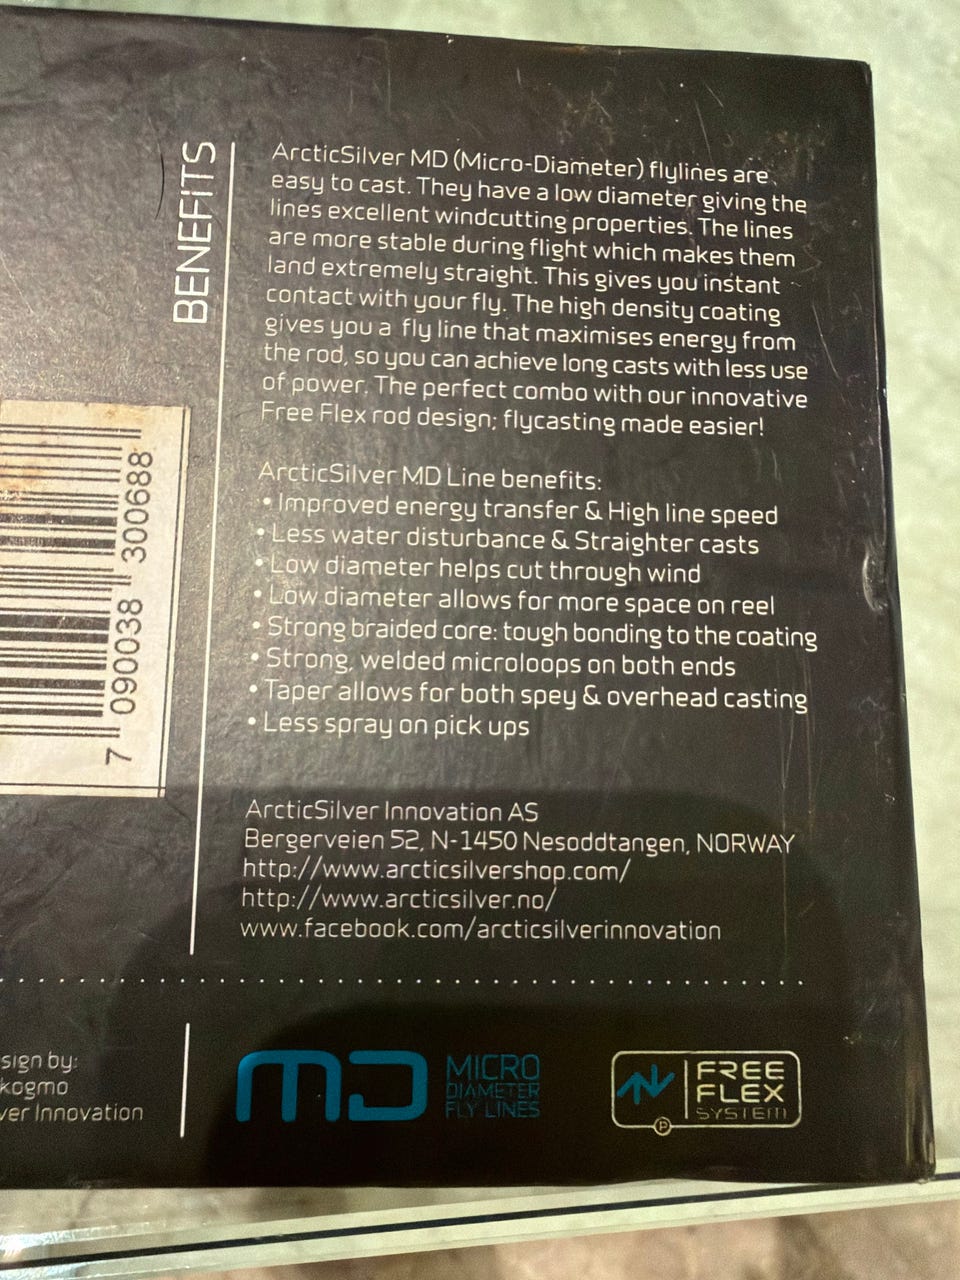 BENEFiTS
ArcticSilver MD (Micro-Diameter) flylines are
easy to cast. They have a low diameter giving the
lines excellent windcutting properties. The lines
are more stable during flight which makes them
land extremely straight. This gives you instant
contact with your fly. The high density coating
gives you a fly line that maximises energy from
the rod, so you can achieve long casts with less use
of power. The perfect combo with our innovative
Free Flex rod design; flycasting made easier!
ArcticSilver MD Line benefits:
• Improved energy transfer & High line speed
• Less water disturbance & Straighter casts
• Low diameter helps cut through wind
• Low diameter allows for more space on reel
• Strong braided core: tough bonding to the coating
• Strong, welded microloops on both ends
• Taper allows for both spey & overhead casting
• Less spray on pick ups
7 090038 300688
ArcticSilver Innovation AS
Bergerveien 52, N-1450 Nesoddtangen, NORWAY
http://www.arcticsilvershop.com/
http://www.arcticsilver.no/
www.facebook.com/arcticsilverinnovation
sign by:
kogmo
ver Innovation
MD
MICRO
DIAMETER
FLY LINES
FREE
FLEX
SYSTEM
P